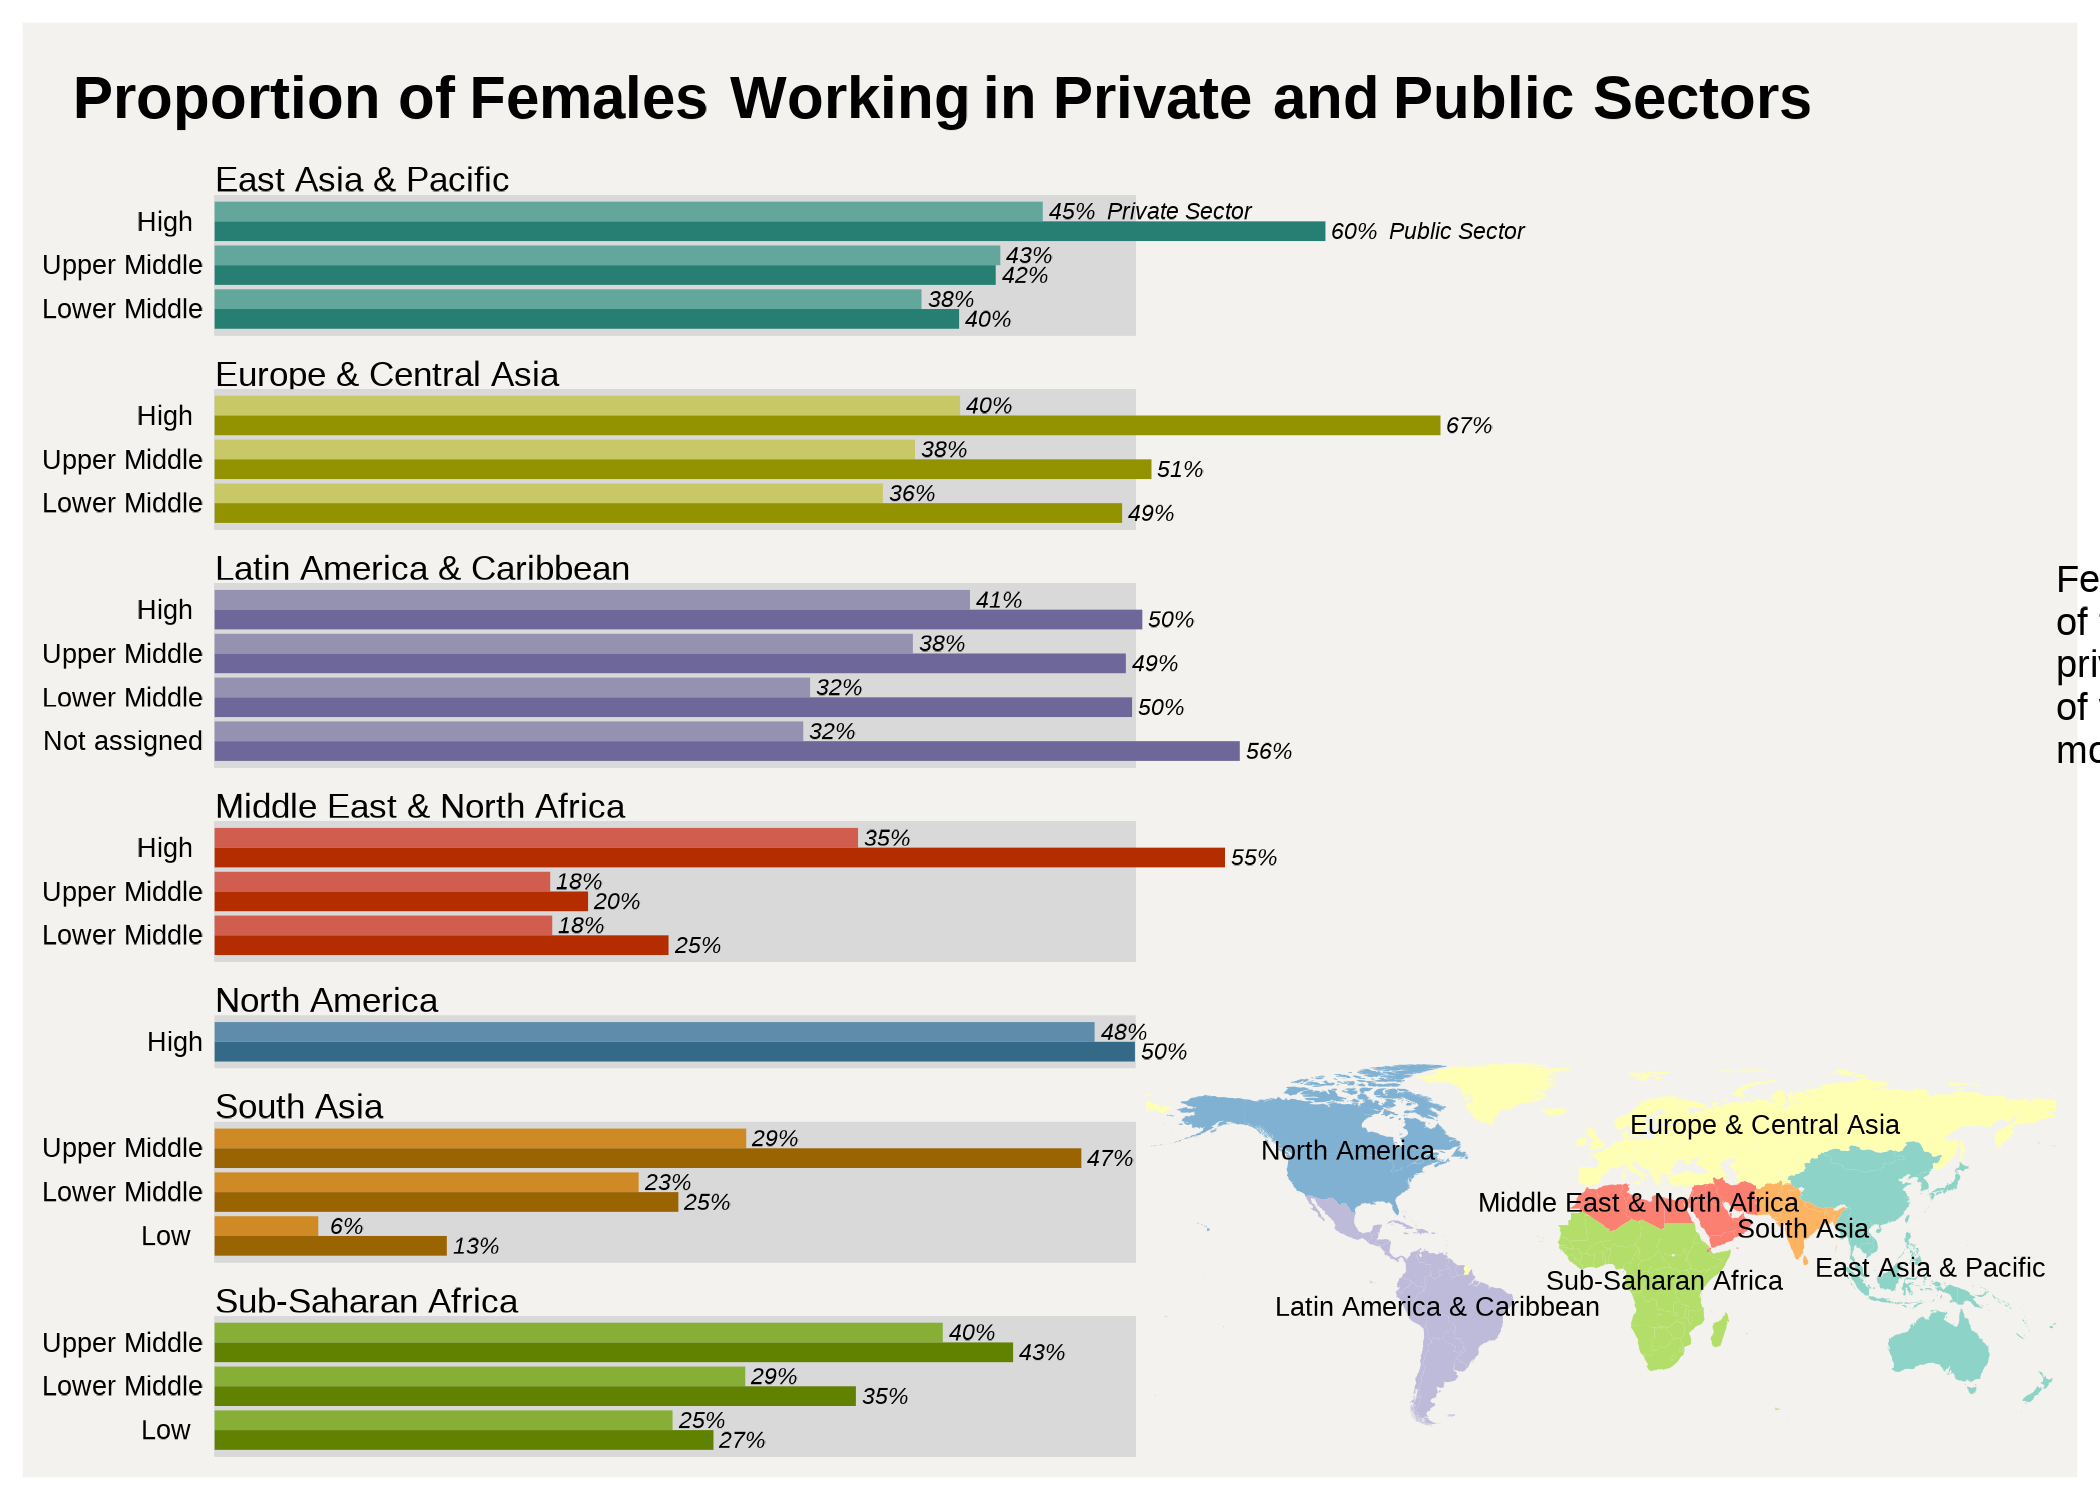 Proportion of Females Working in Private and Public Sectors
East Asia & Pacific
High 45% Private Sector
60% Public Sector
Upper Middle 43%
42%
Lower Middle 38%
40%
Europe & Central Asia
High 40%
67%
Upper Middle 38%
51%
Lower Middle 36%
49%
Latin America & Caribbean
High 41%
50%
Upper Middle 38%
49%
Lower Middle 32%
50%
Not assigned 32%
56%
Middle East & North Africa
High 35%
55%
Upper Middle 18%
20%
Lower Middle 18%
25%
North America
High 48%
50%
South Asia
Upper Middle 29%
47%
Lower Middle 23%
25%
Low 6%
13%
Sub-Saharan Africa
Upper Middle 40%
43%
Lower Middle 29%
35%
Low 25%
27%
of
of
Europe & Central Asia
North America
Middle East & North Africa
South Asia
East Asia & Pacific
Sub-Saharan Africa
Latin America & Caribbean